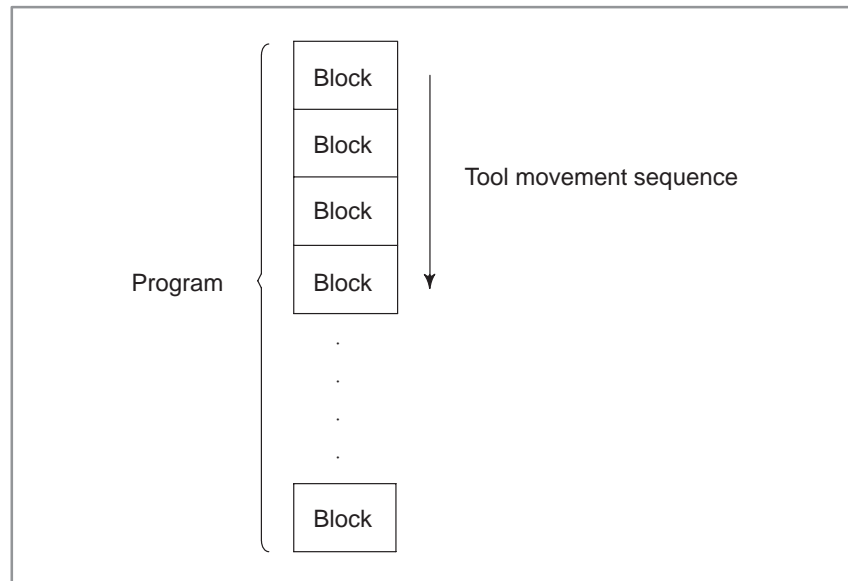 Block
Block
Tool movement sequence
Block
Program
Block
.
.
.
.
Block